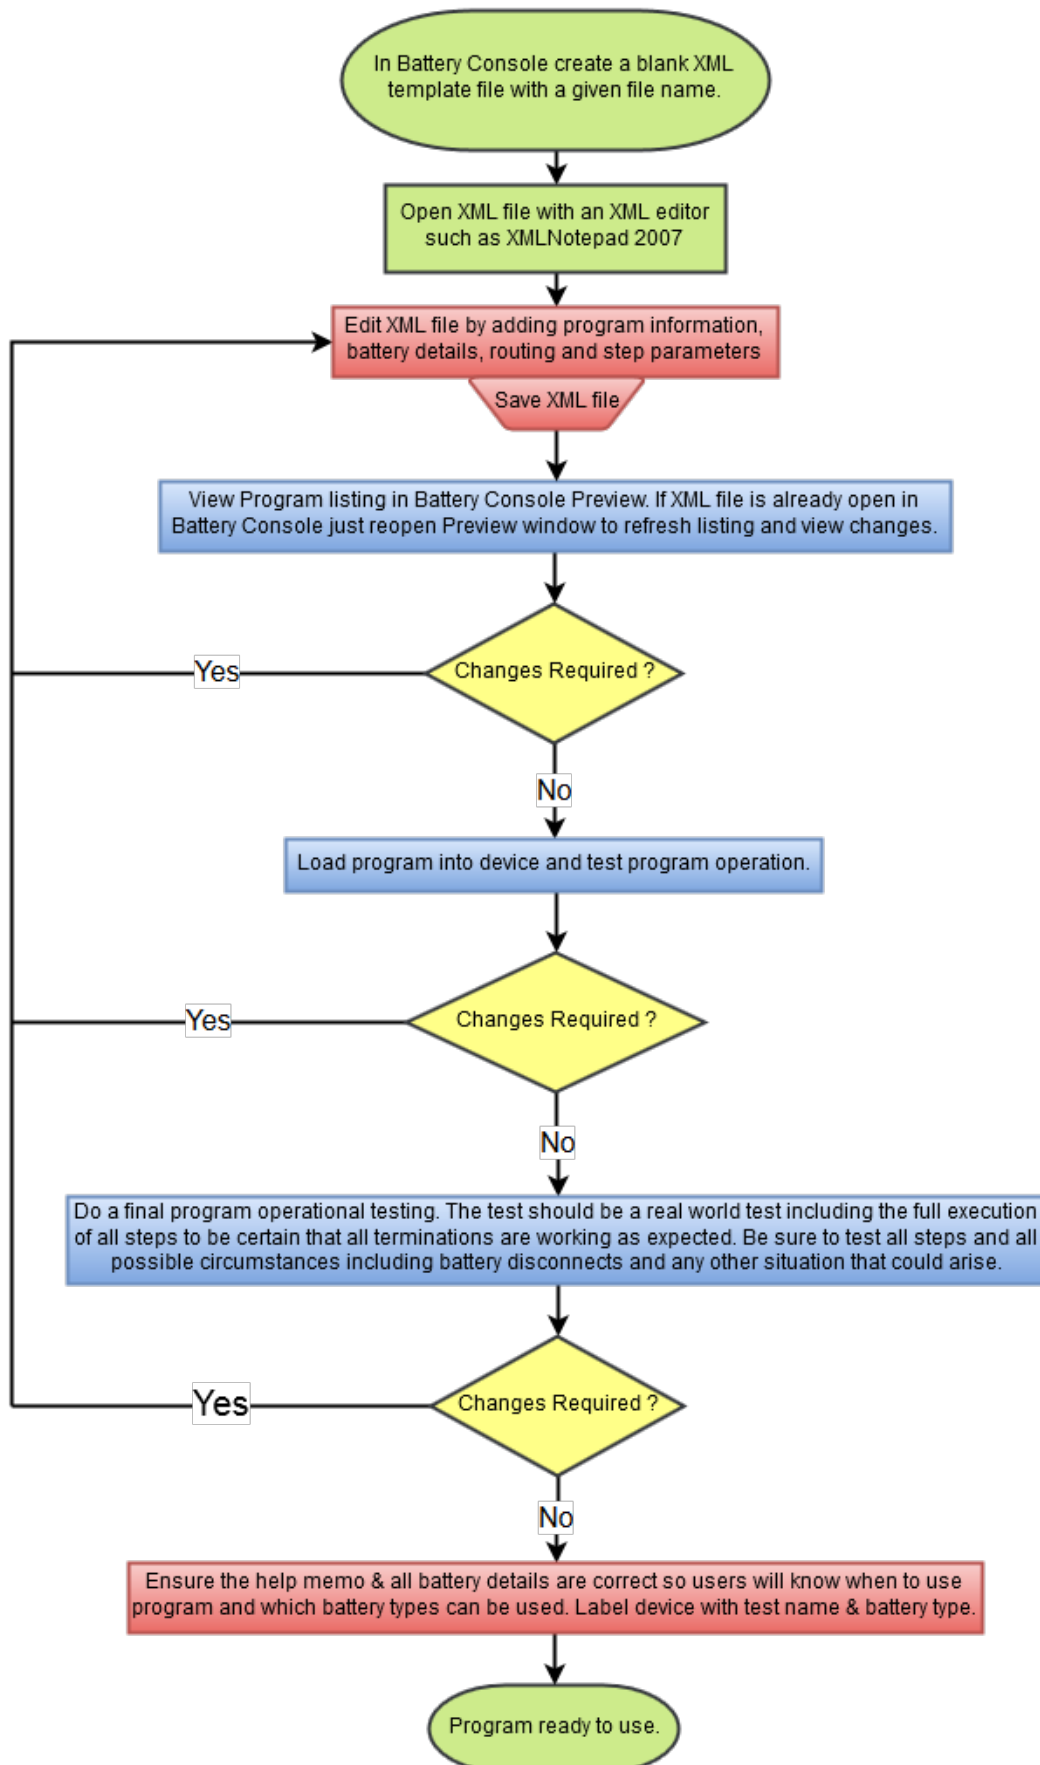 In Battery Console create a blank XML
template file with a given file name.
Open XML file with an XML editor
such as XMLNotepad 2007
Edit XML file by adding program information,
battery details, routing and step parameters
Save XML file
View Program listing in Battery Console Preview. If XML file is already open in
Battery Console just reopen Preview window to refresh listing and view changes.
Changes Required ?
Yes
No
Load program into device and test program operation.
Changes Required ?
Yes
No
Do a final program operational testing. The test should be a real world test including the full execution
of all steps to be certain that all terminations are working as expected. Be sure to test all steps and all
possible circumstances including battery disconnects and any other situation that could arise.
Changes Required ?
Yes
No
Ensure the help memo & all battery details are correct so users will know when to use
program and which battery types can be used. Label device with test name & battery type.
Program ready to use.